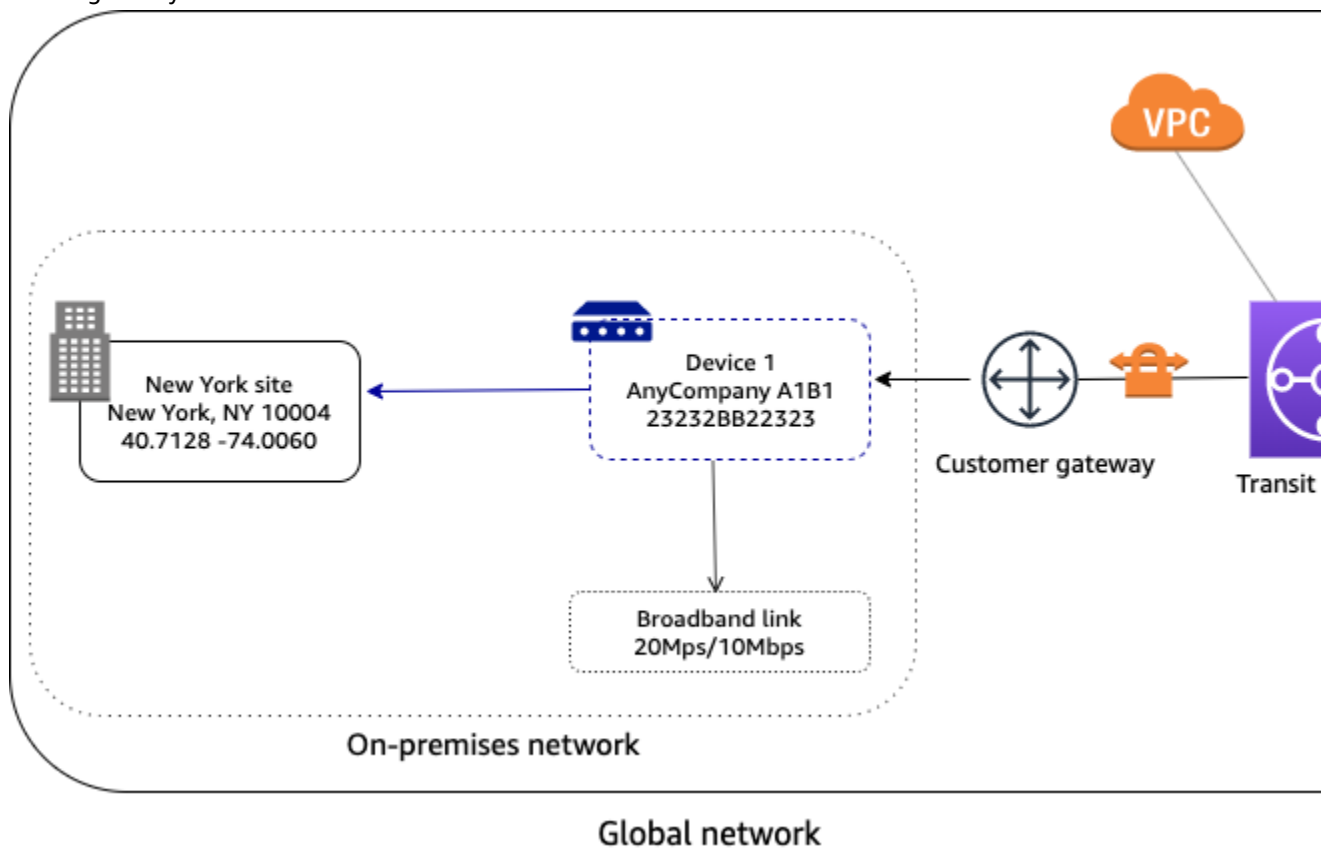 VPC
New York site
New York, NY 10004
40.7128 -74.0060
Device 1
AnyCompany A1B1
23232BB22323
Customer gateway
Transit
Broadband link
20Mps/10Mbps
On-premises network
Global network